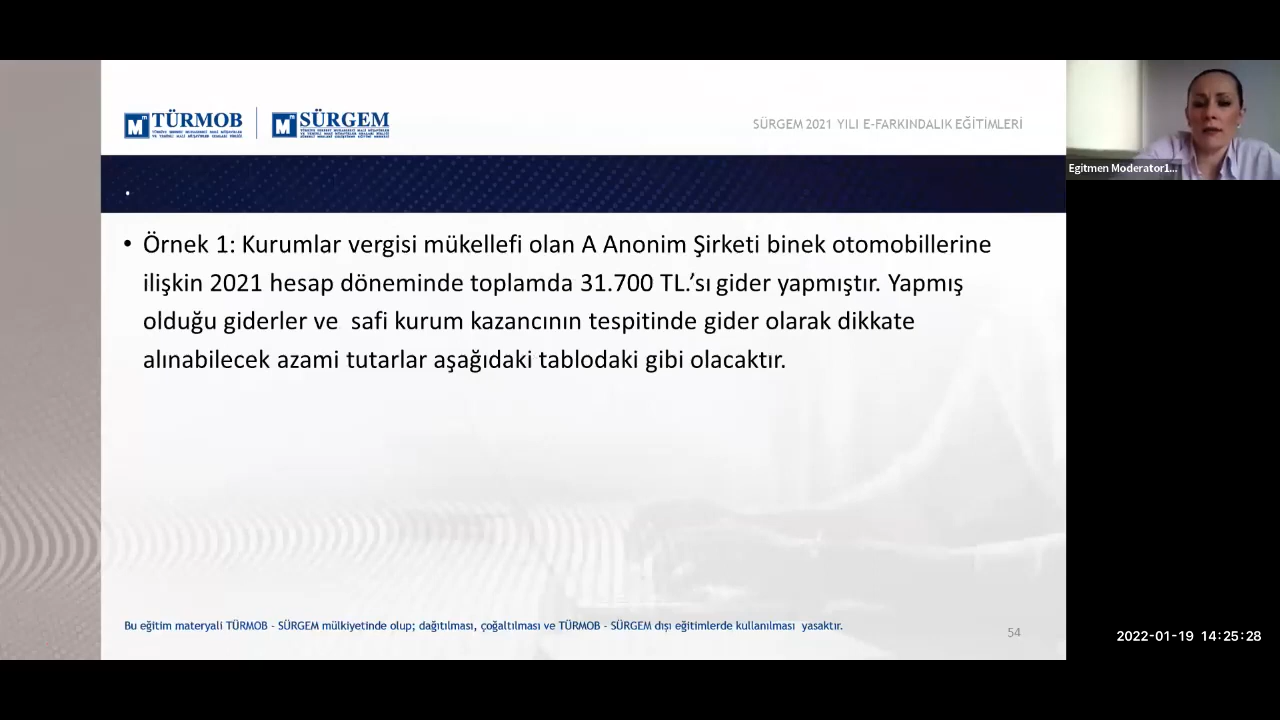 TÜRMOB
SÜRGEM
SÜRGEM 2021 YILI E-FARKINDALIK EĞİTİMLERİ
Egitmen Moderator1...
.
• Örnek 1: Kurumlar vergisi mükellefi olan A Anonim Şirketi binek otomobillerine
ilişkin 2021 hesap döneminde toplamda 31.700 TL.’sı gider yapmıştır. Yapmış
olduğu giderler ve safi kurum kazancının tespitinde gider olarak dikkate
alınabilecek azami tutarlar aşağıdaki tablodaki gibi olacaktır.
Bu eğitim materyali TÜRMOB - SÜRGEM mülkiyetinde olup; dağıtılması, çoğaltılması ve TÜRMOB - SÜRGEM dışı eğitimlerde kullanılması yasaktır.
54
2022-01-19 14:25:28